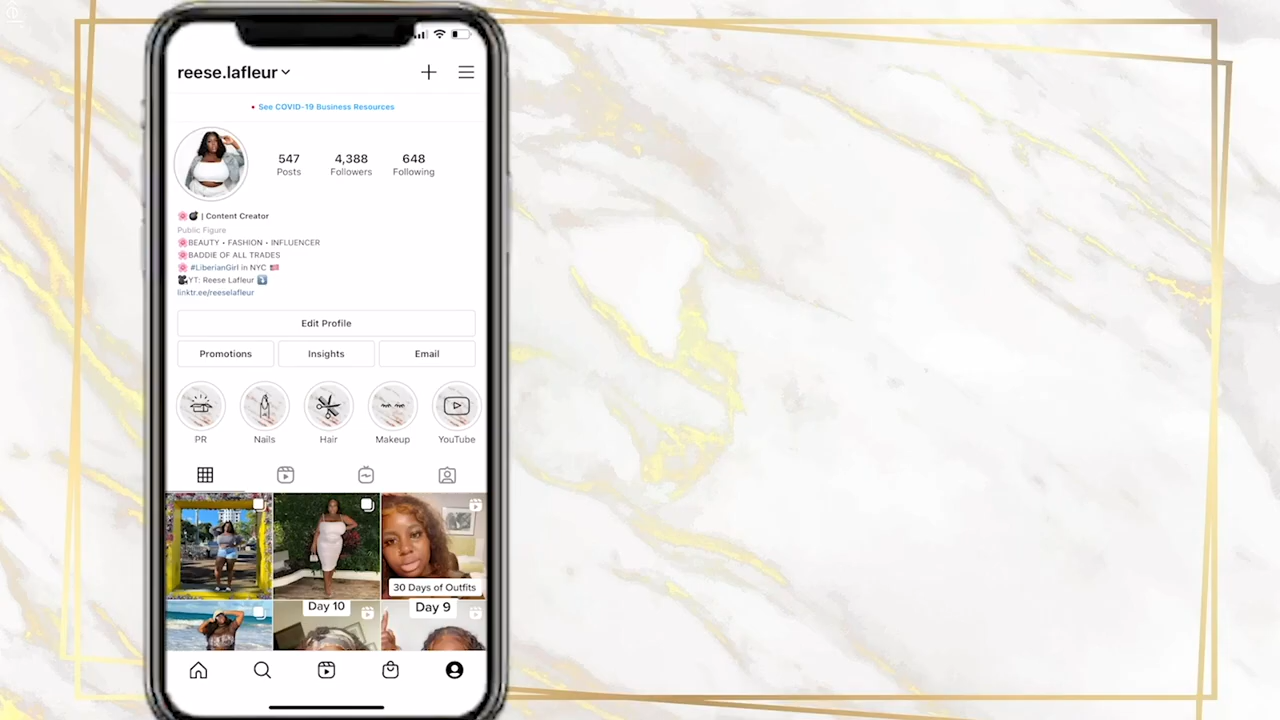 reese.lafleur
See COVID-19 Business Resources
547 4,388 648
Posts Followers Following
| Content Creator
Public Figure
BEAUTY • FASHION • INFLUENCER
BADDIE OF ALL TRADES
#LiberianGirl in NYC
YT: Reese Lafleur
linktr.ee/reeselafleur
Edit Profile
Promotions Insights Email
PR Nails Hair Makeup YouTube
30 Days of Outfits
Day 10 Day 9